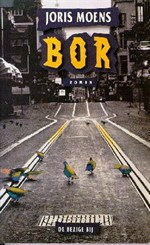 JORIS MOENS
BOR
ROMAN
DE BEZIGE BIJ